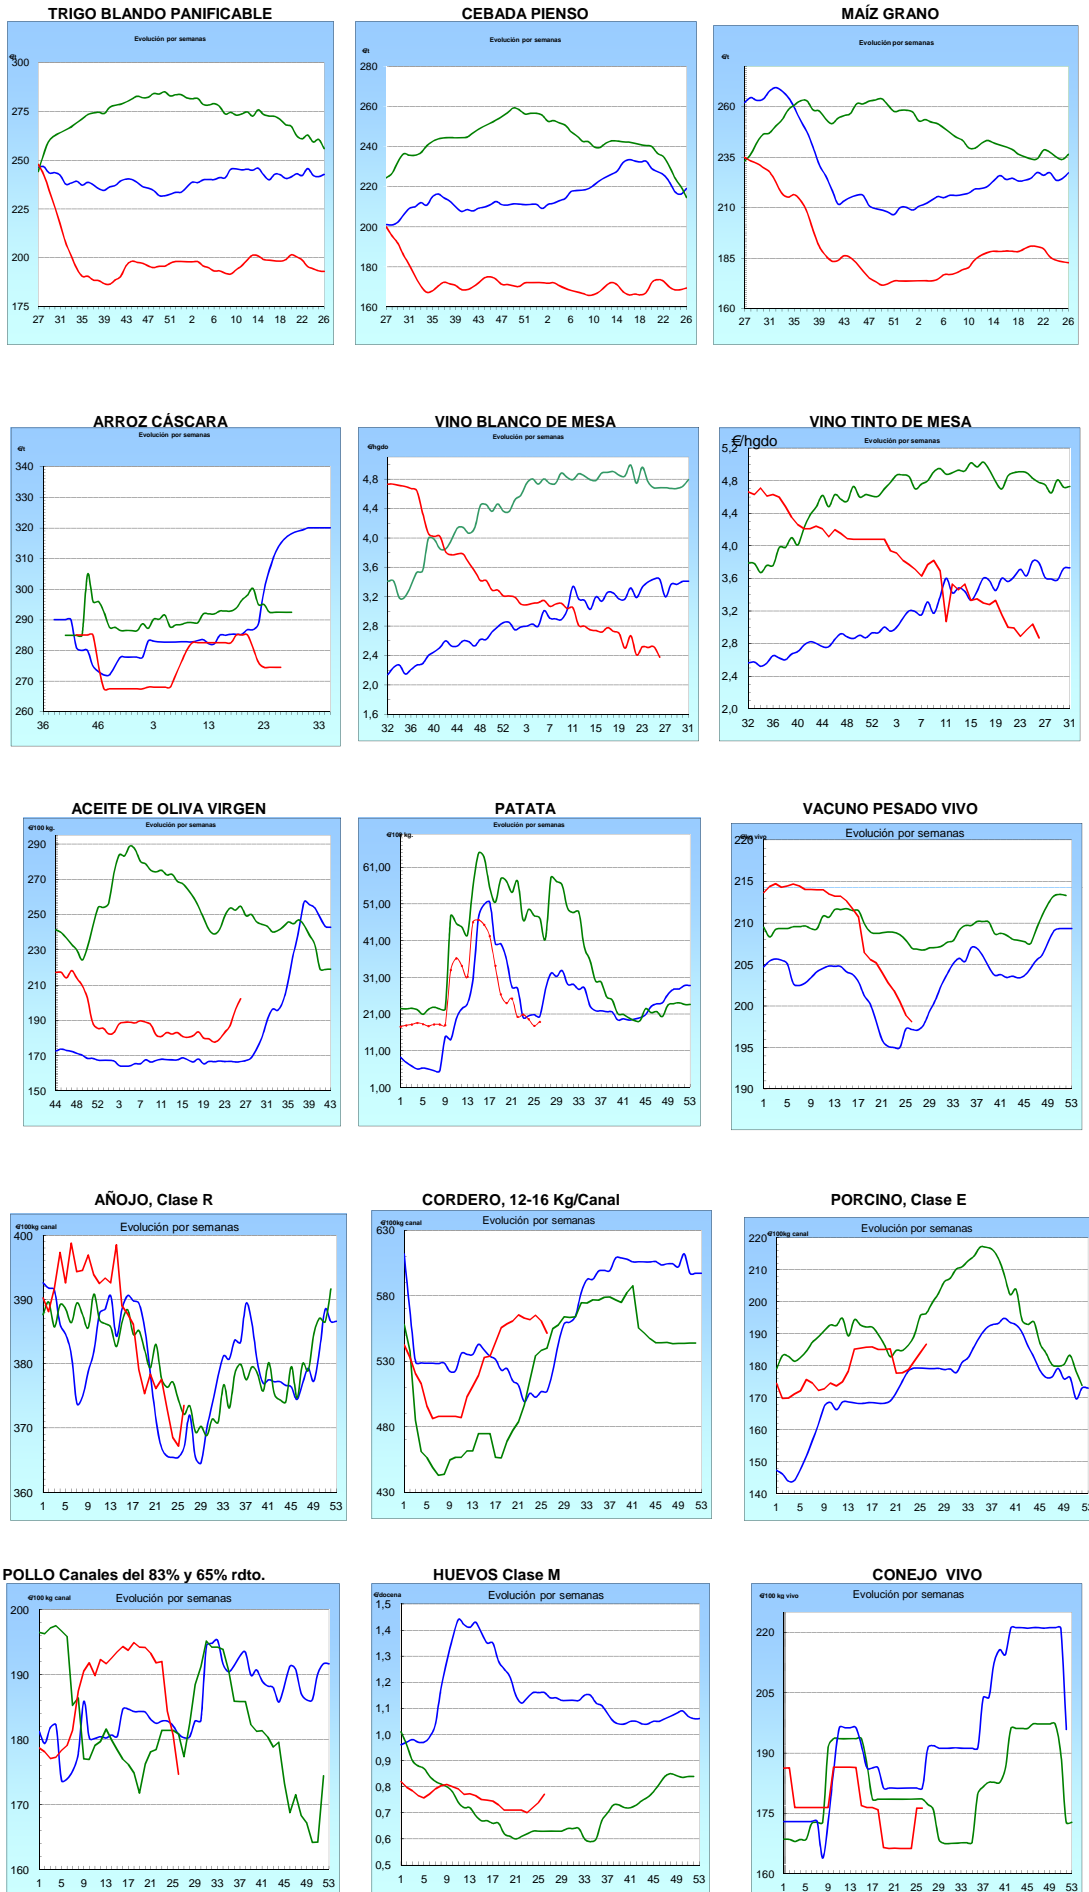 TRIGO BLANDO PANIFICABLE
Evolución por semanas
€/t
300
275
250
225
200
175
27 31 35 39 43 47 51 2 6 10 14 18 22 26
CEBADA PIENSO
Evolución por semanas
€/t
280
260
240
220
200
180
160
27 31 35 39 43 47 51 2 6 10 14 18 22 26
MAÍZ GRANO
Evolución por semanas
€/t
260
235
210
185
160
27 31 35 39 43 47 51 2 6 10 14 18 22 26
ARROZ CÁSCARA
Evolución por semanas
€/t
340
330
320
310
300
290
280
270
260
36 46 3 13 23 33
VINO BLANCO DE MESA
Evolución por semanas
€/hgdo
4,8
4,4
4,0
3,6
3,2
2,8
2,4
2,0
1,6
32 36 40 44 48 52 3 7 11 15 19 23 27 31
VINO TINTO DE MESA
Evolución por semanas
€/hgdo
5,2
4,8
4,4
4,0
3,6
3,2
2,8
2,4
2,0
32 36 40 44 48 52 3 7 11 15 19 23 27 31
ACEITE DE OLIVA VIRGEN
Evolución por semanas
€/100 kg.
290
270
250
230
210
190
170
150
44 48 52 3 7 11 15 19 23 27 31 35 39 43
PATATA
Evolución por semanas
€/100 kg.
61,00
51,00
41,00
31,00
21,00
11,00
1,00
1 5 9 13 17 21 25 29 33 37 41 45 49 53
VACUNO PESADO VIVO
Evolución por semanas
220
215
210
205
200
195
190
1 5 9 13 17 21 25 29 33 37 41 45 49 53
AÑOJO, Clase R
Evolución por semanas
€/100kg canal
400
390
380
370
360
1 5 9 13 17 21 25 29 33 37 41 45 49 53
CORDERO, 12-16 Kg/Canal
Evolución por semanas
€/100kg canal
630
580
530
480
430
1 5 9 13 17 21 25 29 33 37 41 45 49 53
PORCINO, Clase E
Evolución por semanas
€/100kg canal
220
210
200
190
180
170
160
150
140
1 5 9 13 17 21 25 29 33 37 41 45 49
POLLO Canales del 83% y 65% rdto.
Evolución por semanas
€/100 kg canal
200
190
180
170
160
1 5 9 13 17 21 25 29 33 37 41 45 49 53
HUEVOS Clase M
Evolución por semanas
€/docena
1,5
1,4
1,3
1,2
1,1
1,0
0,9
0,8
0,7
0,6
0,5
1 5 9 13 17 21 25 29 33 37 41 45 49 53
CONEJO VIVO
Evolución por semanas
€/100 kg vivo
220
205
190
175
160
1 5 9 13 17 21 25 29 33 37 41 45 49 53